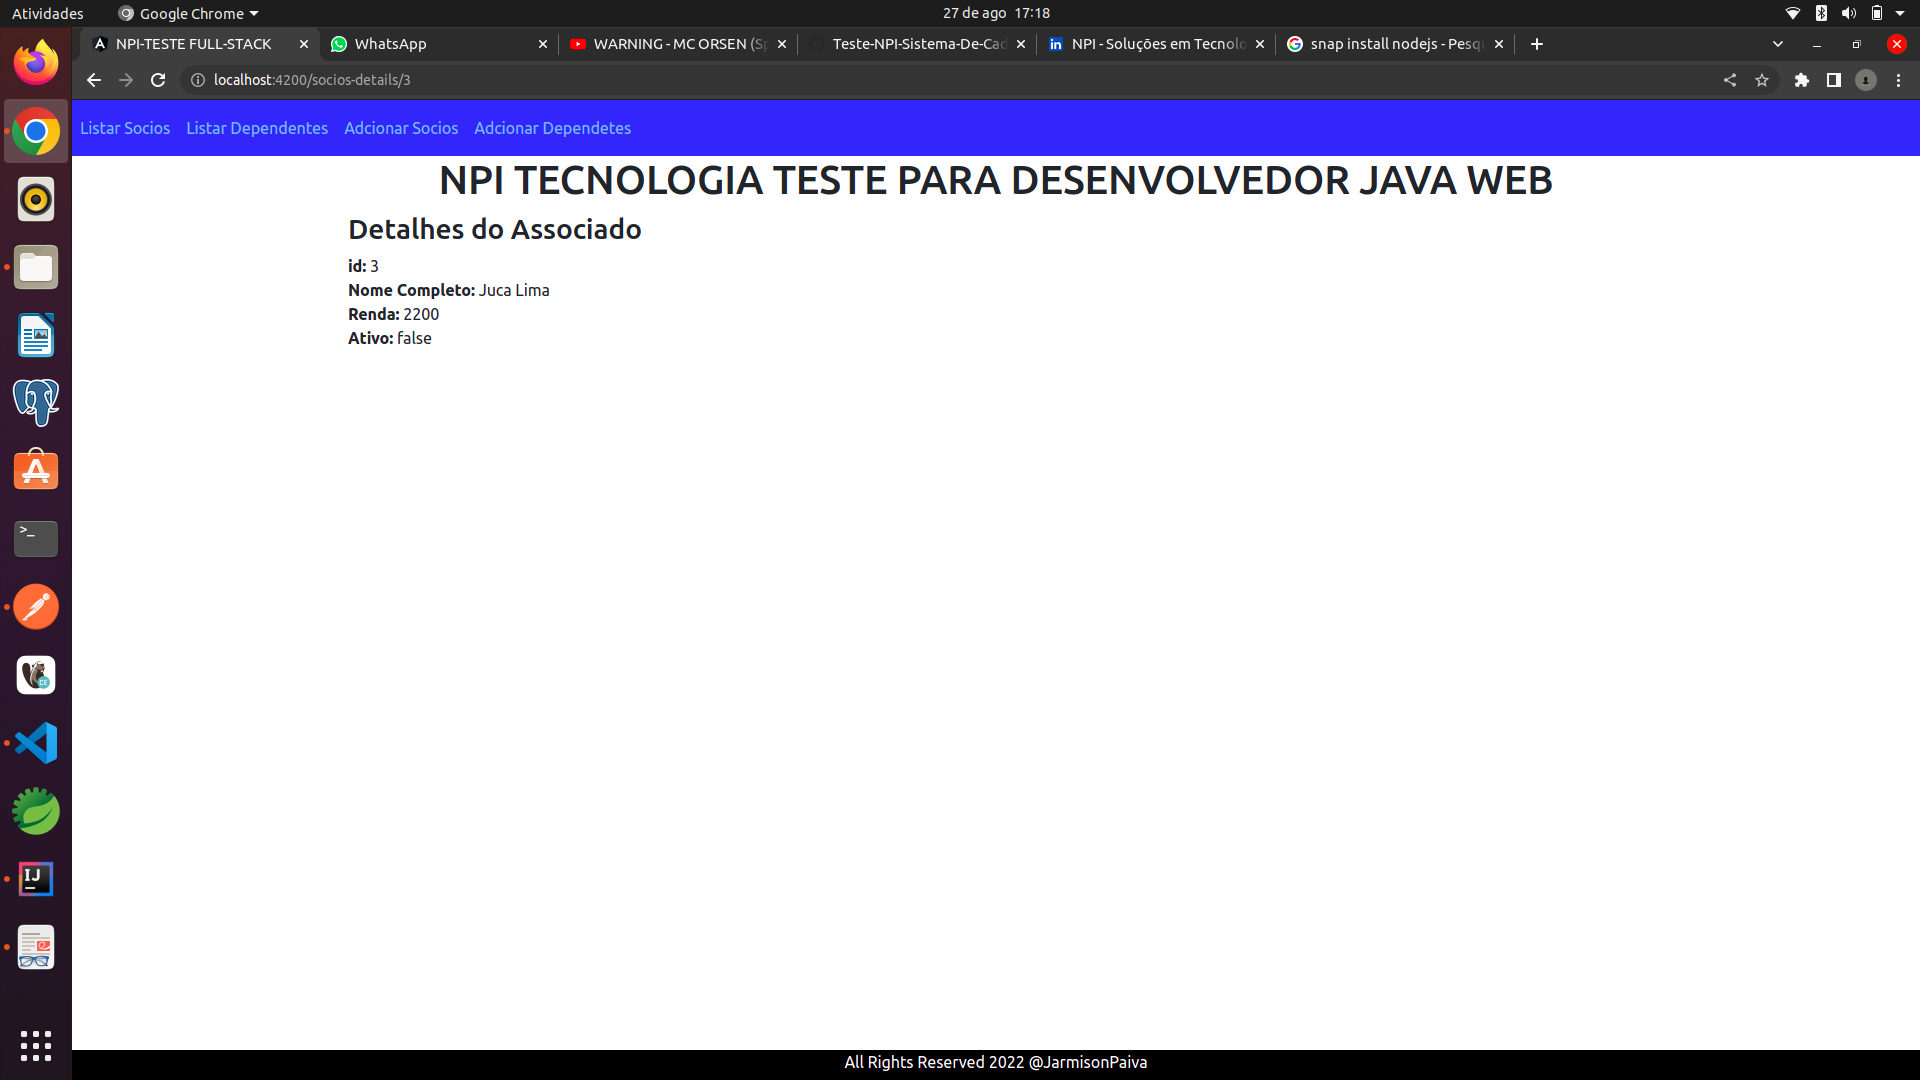 Atividades
Google Chrome
27 de ago 17:18
NPI-TESTE FULL-STACK
WhatsApp
WARNING - MC ORSEN (S
Teste-NPI-Sistema-De-Cad
NPI - Soluções em Tecnolo
snap install nodejs - Pesq
localhost:4200/socios-details/3
Listar Socios
Listar Dependentes
Adcionar Socios
Adcionar Dependetes
NPI TECNOLOGIA TESTE PARA DESENVOLVEDOR JAVA WEB
Detalhes do Associado
id: 3
Nome Completo: Juca Lima
Renda: 2200
Ativo: false
>_
CE
IJ
All Rights Reserved 2022 @JarmisonPaiva